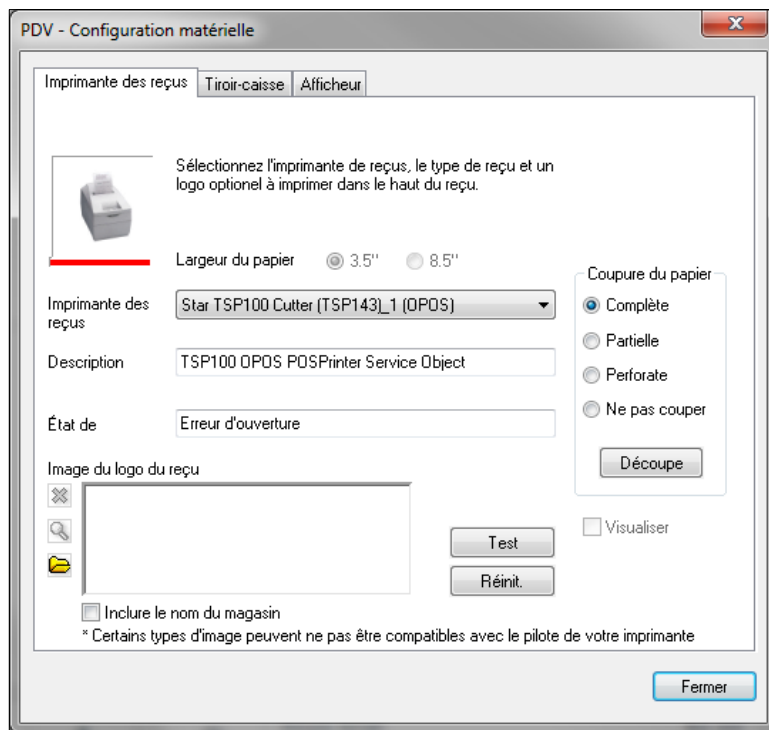 PDV - Configuration matérielle
Imprimante des reçus
Tiroir-caisse
Afficheur
Sélectionnez l'imprimante de reçus, le type de reçu et un
logo optionel à imprimer dans le haut du reçu.
Largeur du papier
3.5''
8.5''
Imprimante des
reçus
Star TSP100 Cutter (TSP143)_1 (OPOS)
Description
TSP100 OPOS POSPrinter Service Object
État de
Erreur d'ouverture
Coupure du papier
Complète
Partielle
Perforate
Ne pas couper
Découpe
Image du logo du reçu
Visualiser
Test
Réinit.
Inclure le nom du magasin
* Certains types d'image peuvent ne pas être compatibles avec le pilote de votre imprimante
Fermer